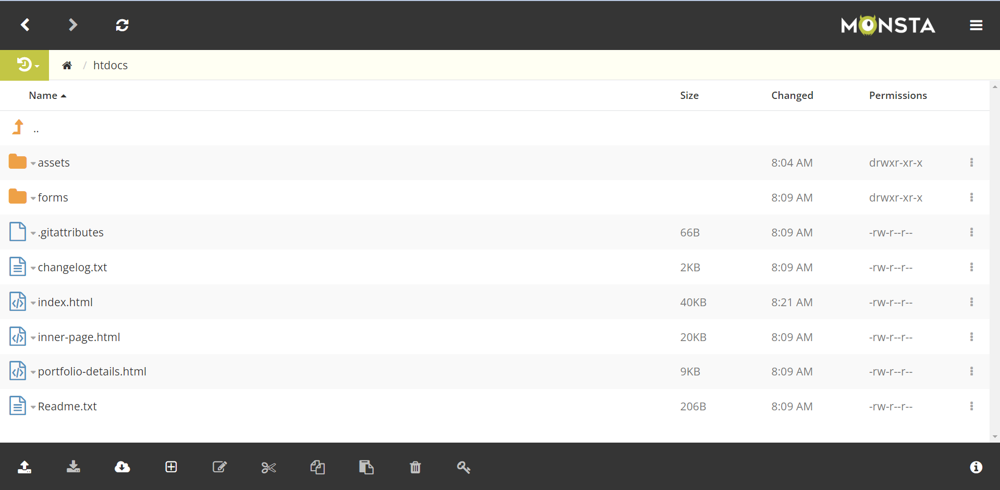 MONSTA
/ htdocs
Name Size Changed Permissions
..
assets 8:04 AM drwxr-xr-x
forms 8:09 AM drwxr-xr-x
.gitattributes 66B 8:09 AM -rw-r--r--
changelog.txt 2KB 8:09 AM -rw-r--r--
index.html 40KB 8:21 AM -rw-r--r--
inner-page.html 20KB 8:09 AM -rw-r--r--
portfolio-details.html 9KB 8:09 AM -rw-r--r--
Readme.txt 206B 8:09 AM -rw-r--r--